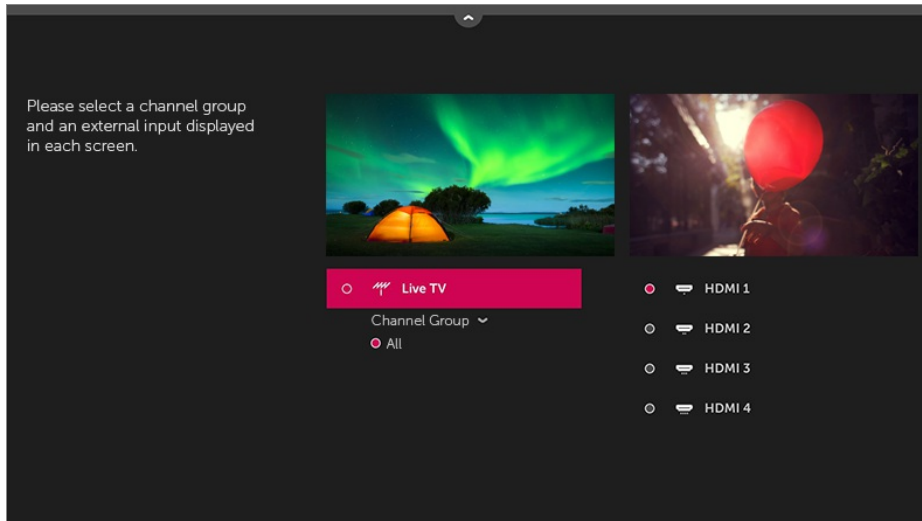 Please select a channel group
and an external input displayed
in each screen.
Live TV
Channel Group
All
HDMI 1
HDMI 2
HDMI 3
HDMI 4